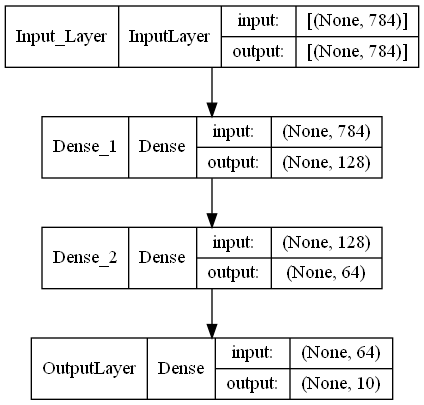 Input_Layer InputLayer input: [(None, 784)]
output: [(None, 784)]
Dense_1 Dense input: (None, 784)
output: (None, 128)
Dense_2 Dense input: (None, 128)
output: (None, 64)
OutputLayer Dense input: (None, 64)
output: (None, 10)